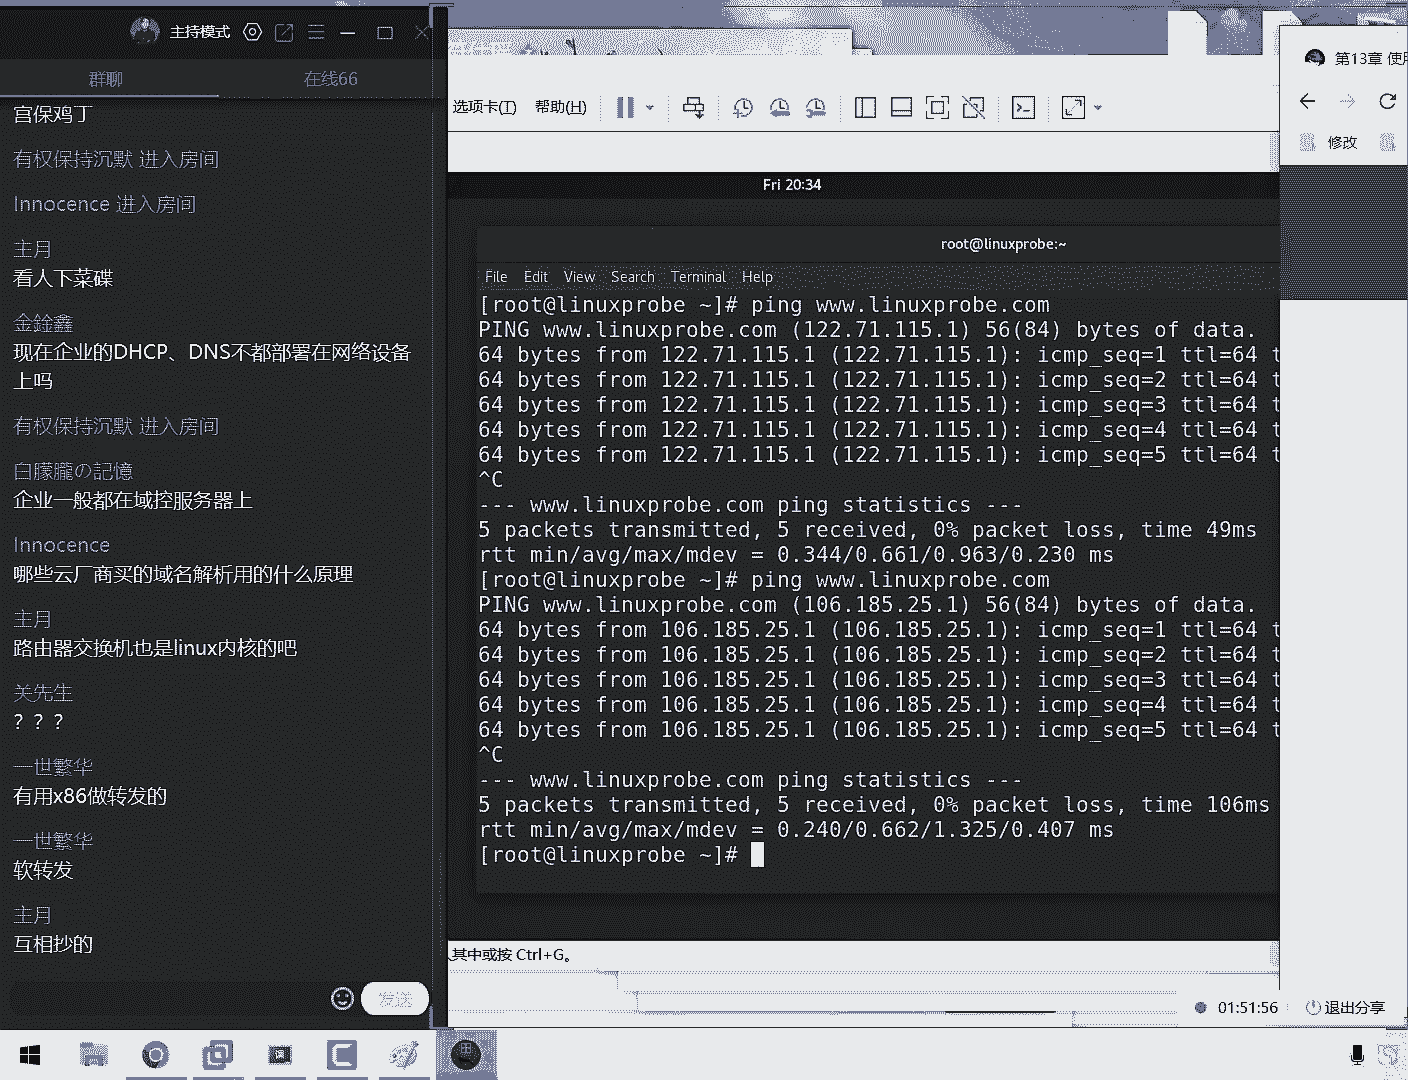 主持模式
群聊
在线66
宫保鸡丁
有权保持沉默 进入房间
Innocence 进入房间
主月
看人下菜碟
金銓鑫
现在企业的DHCP、DNS不都部署在网络设备
上吗
有权保持沉默 进入房间
白朦朧の記憶
企业一般都在域控服务器上
Innocence
哪些云厂商买的域名解析用的什么原理
主月
路由器交换机也是linux内核的吧
关先生
？？？
一世繁华
有用x86做转发的
一世繁华
软转发
主月
互相抄的
发送
选项卡(T) 帮助(H)
Fri 20:34
root@linuxprobe:~
File Edit View Search Terminal Help
[root@linuxprobe ~]# ping www.linuxprobe.com
PING www.linuxprobe.com (122.71.115.1) 56(84) bytes of data.
64 bytes from 122.71.115.1 (122.71.115.1): icmp_seq=1 ttl=64 t
64 bytes from 122.71.115.1 (122.71.115.1): icmp_seq=2 ttl=64 t
64 bytes from 122.71.115.1 (122.71.115.1): icmp_seq=3 ttl=64 t
64 bytes from 122.71.115.1 (122.71.115.1): icmp_seq=4 ttl=64 t
64 bytes from 122.71.115.1 (122.71.115.1): icmp_seq=5 ttl=64 t
^C
--- www.linuxprobe.com ping statistics ---
5 packets transmitted, 5 received, 0% packet loss, time 49ms
rtt min/avg/max/mdev = 0.344/0.661/0.963/0.230 ms
[root@linuxprobe ~]# ping www.linuxprobe.com
PING www.linuxprobe.com (106.185.25.1) 56(84) bytes of data.
64 bytes from 106.185.25.1 (106.185.25.1): icmp_seq=1 ttl=64 t
64 bytes from 106.185.25.1 (106.185.25.1): icmp_seq=2 ttl=64 t
64 bytes from 106.185.25.1 (106.185.25.1): icmp_seq=3 ttl=64 t
64 bytes from 106.185.25.1 (106.185.25.1): icmp_seq=4 ttl=64 t
64 bytes from 106.185.25.1 (106.185.25.1): icmp_seq=5 ttl=64 t
^C
--- www.linuxprobe.com ping statistics ---
5 packets transmitted, 5 received, 0% packet loss, time 106ms
rtt min/avg/max/mdev = 0.240/0.662/1.325/0.407 ms
[root@linuxprobe ~]#
其中或按 Ctrl+G。
第13章 使用
修改
01:51:56
退出分享